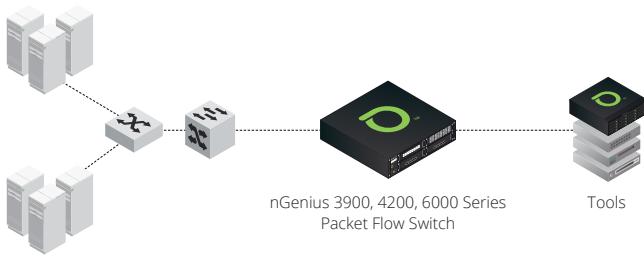 nGenius 3900, 4200, 6000 Series
Packet Flow Switch
Tools